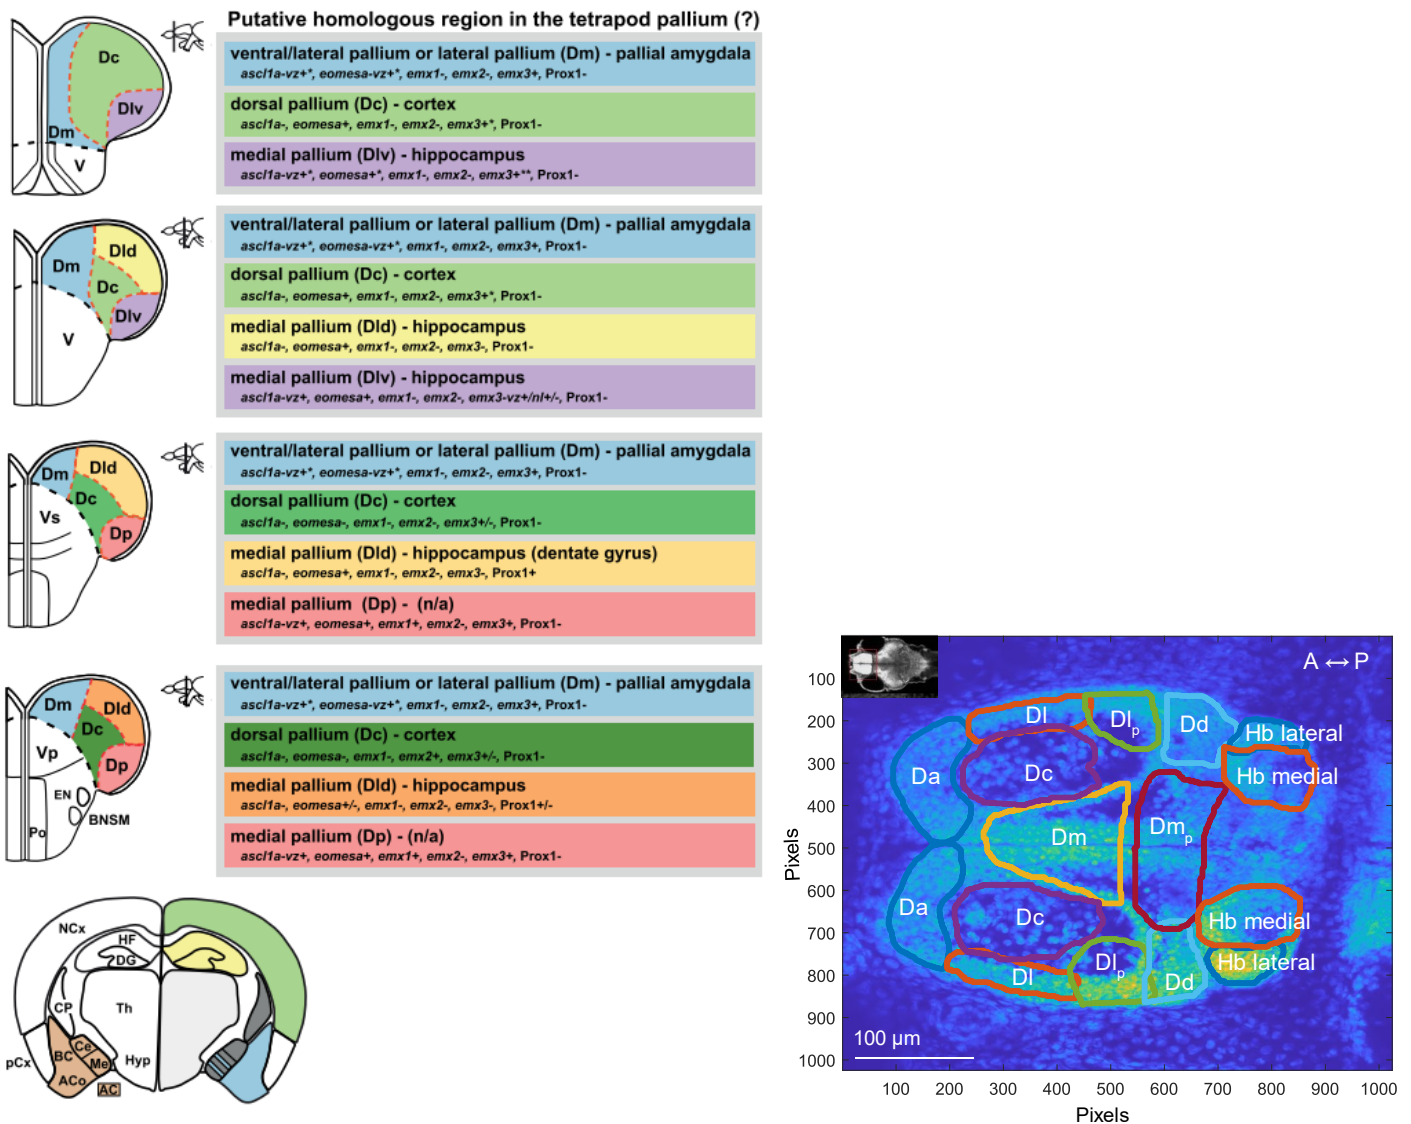 Putative homologous region in the tetrapod pallium (?)
Dc
Dlv
Dm
V
ventral/lateral pallium or lateral pallium (Dm) - pallial amygdala
ascl1a-vz+*, eomesa-vz+*, emx1-, emx2-, emx3+, Prox1-
dorsal pallium (Dc) - cortex
ascl1a-, eomesa+, emx1-, emx2-, emx3+*, Prox1-
medial pallium (Dlv) - hippocampus
ascl1a-vz+*, eomesa+*, emx1-, emx2-, emx3+**, Prox1-
Dld
Dm
Dc
Dlv
V
ventral/lateral pallium or lateral pallium (Dm) - pallial amygdala
ascl1a-vz+*, eomesa-vz+*, emx1-, emx2-, emx3+, Prox1-
dorsal pallium (Dc) - cortex
ascl1a-, eomesa+, emx1-, emx2-, emx3+*, Prox1-
medial pallium (Dld) - hippocampus
ascl1a-, eomesa+, emx1-, emx2-, emx3-, Prox1-
medial pallium (Dlv) - hippocampus
ascl1a-vz+, eomesa+, emx1-, emx2-, emx3-vz+/nl+/-, Prox1-
Dm
Dld
Dc
Vs
Dp
ventral/lateral pallium or lateral pallium (Dm) - pallial amygdala
ascl1a-vz+*, eomesa-vz+*, emx1-, emx2-, emx3+, Prox1-
dorsal pallium (Dc) - cortex
ascl1a-, eomesa-, emx1-, emx2-, emx3+/-, Prox1-
medial pallium (Dld) - hippocampus (dentate gyrus)
ascl1a-, eomesa+, emx1-, emx2-, emx3-, Prox1+
medial pallium (Dp) - (n/a)
ascl1a-vz+, eomesa+, emx1+, emx2-, emx3+, Prox1-
Dm
Dld
Dc
Vp
Dp
EN
BNSM
Po
ventral/lateral pallium or lateral pallium (Dm) - pallial amygdala
ascl1a-vz+*, eomesa-vz+*, emx1-, emx2-, emx3+, Prox1-
dorsal pallium (Dc) - cortex
ascl1a-, eomesa-, emx1-, emx2+, emx3+/-, Prox1-
medial pallium (Dld) - hippocampus
ascl1a-, eomesa+/-, emx1-, emx2-, emx3-, Prox1+/-
medial pallium (Dp) - (n/a)
ascl1a-vz+, eomesa+, emx1+, emx2-, emx3+, Prox1-
NCx
HF
DG
CP
Th
Ce
BC
Me
Hyp
pCx
ACo
AC
A ↔ P
Dl
Dlp
Dd
Hb lateral
Da
Dc
Hb medial
Dm
Dmp
Da
Dc
Hb medial
Dl
Dlp
Dd
Hb lateral
100 µm
100
200
300
400
500
600
700
800
900
1000
Pixels
100 200 300 400 500 600 700 800 900 1000
Pixels